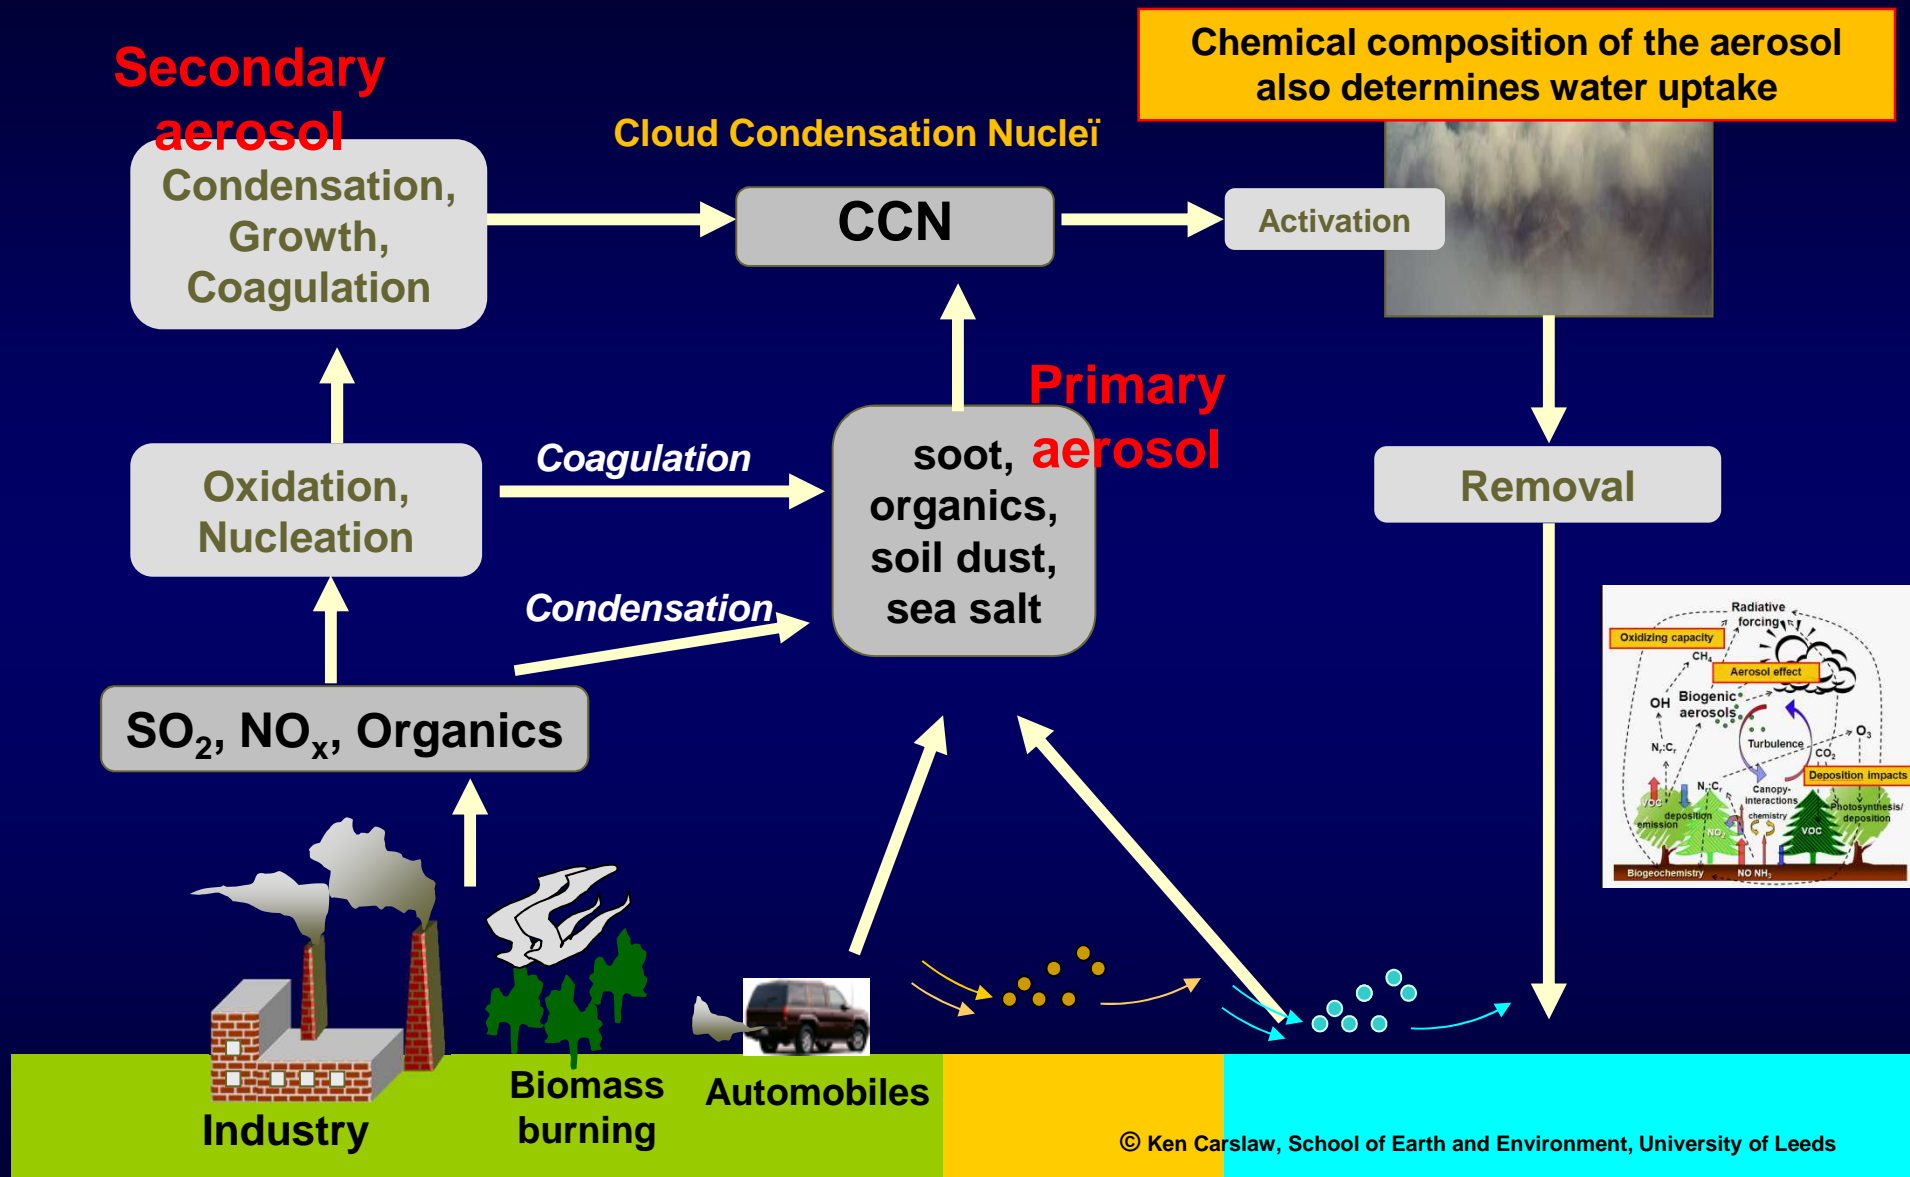 Secondary
aerosol
Chemical composition of the aerosol
also determines water uptake
Cloud Condensation Nucleï
Condensation,
Growth,
Coagulation
CCN
Activation
Primary
aerosol
Oxidation,
Nucleation
Coagulation
soot,
organics,
soil dust,
sea salt
Removal
Condensation
SO₂, NOₓ, Organics
Radiative
forcing
Oxidizing capacity
CH₄
Aerosol effect
OH
Biogenic
aerosols
Turbulence
O₃
CO₂
Deposition impacts
Canopy-
interactions
chemistry
VOC
emission
deposition
NO₂
VOC
Photosynthesis/
deposition
Biogeochemistry
NO NH₃
Industry
Biomass
burning
Automobiles
© Ken Carslaw, School of Earth and Environment, University of Leeds